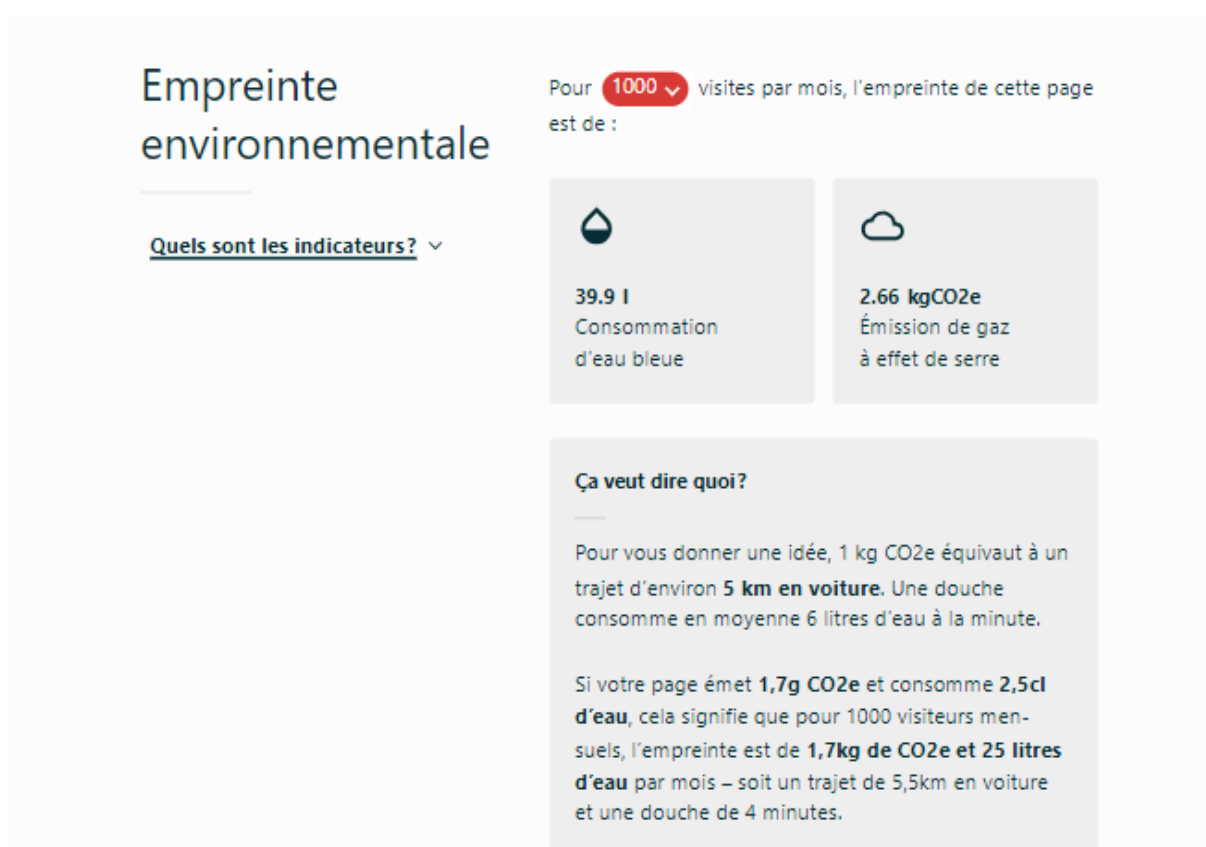 Empreinte
environnementale
Quels sont les indicateurs?
Pour 1000 visites par mois, l'empreinte de cette page
est de :
39.9 l
Consommation
d'eau bleue
2.66 kgCO2e
Émission de gaz
à effet de serre
Ça veut dire quoi?
Pour vous donner une idée, 1 kg CO2e équivaut à un
trajet d'environ 5 km en voiture. Une douche
consomme en moyenne 6 litres d'eau à la minute.
Si votre page émet 1,7g CO2e et consomme 2,5cl
d'eau, cela signifie que pour 1000 visiteurs men-
suels, l'empreinte est de 1,7kg de CO2e et 25 litres
d'eau par mois – soit un trajet de 5,5km en voiture
et une douche de 4 minutes.